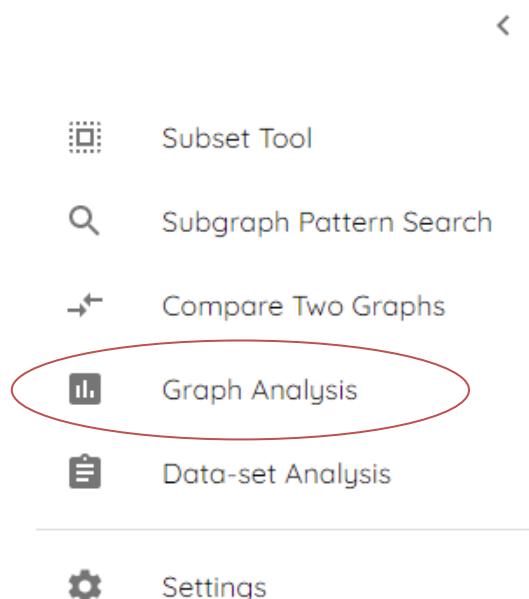 Subset Tool
Subgraph Pattern Search
Compare Two Graphs
Graph Analysis
Data-set Analysis
Settings